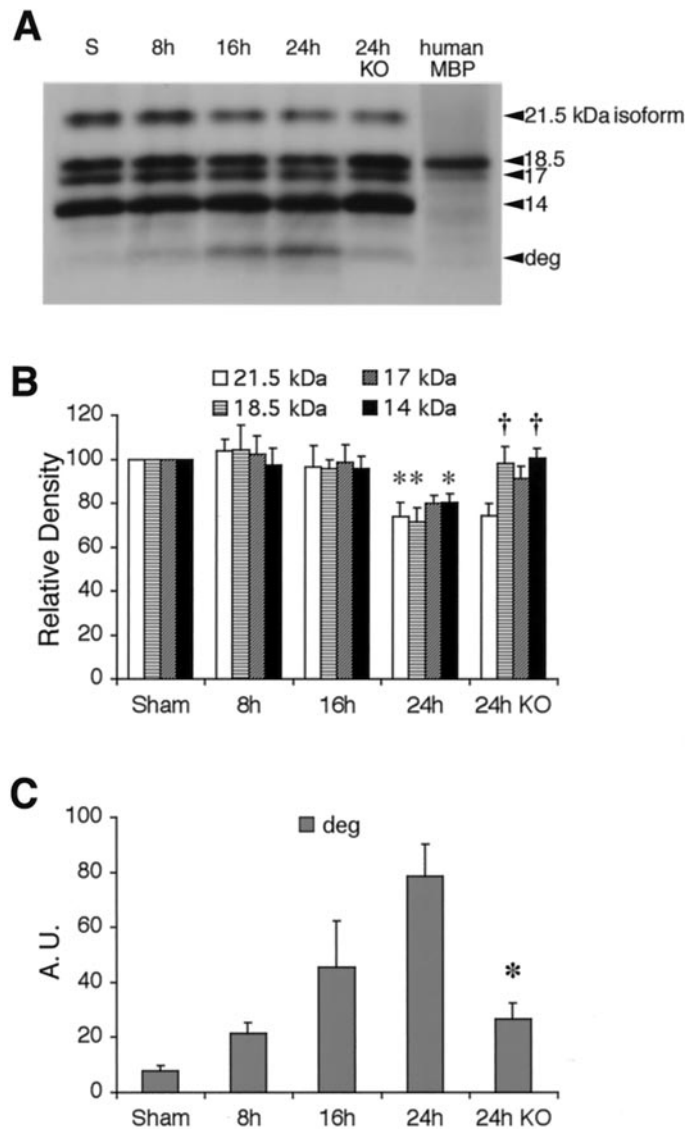 A
S 8h 16h 24h 24h KO human MBP
21.5 kDa isoform
18.5
17
14
deg
B
21.5 kDa 17 kDa
18.5 kDa 14 kDa
Relative Density
120
100
80
60
40
20
0
† †
** *
Sham 8h 16h 24h 24h KO
C
deg
A. U.
100
80
60
40
20
0
*
Sham 8h 16h 24h 24h KO